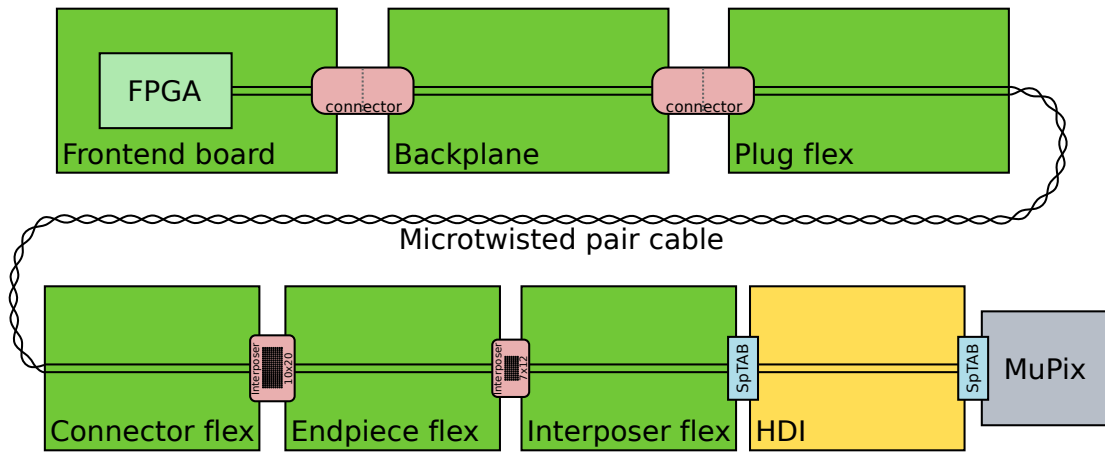 FPGA
connector
connector
Frontend board
Backplane
Plug flex
Microtwisted pair cable
Interposer
10x20
Interposer
7x12
SpTAB
SpTAB
MuPix
Connector flex
Endpiece flex
Interposer flex
HDI